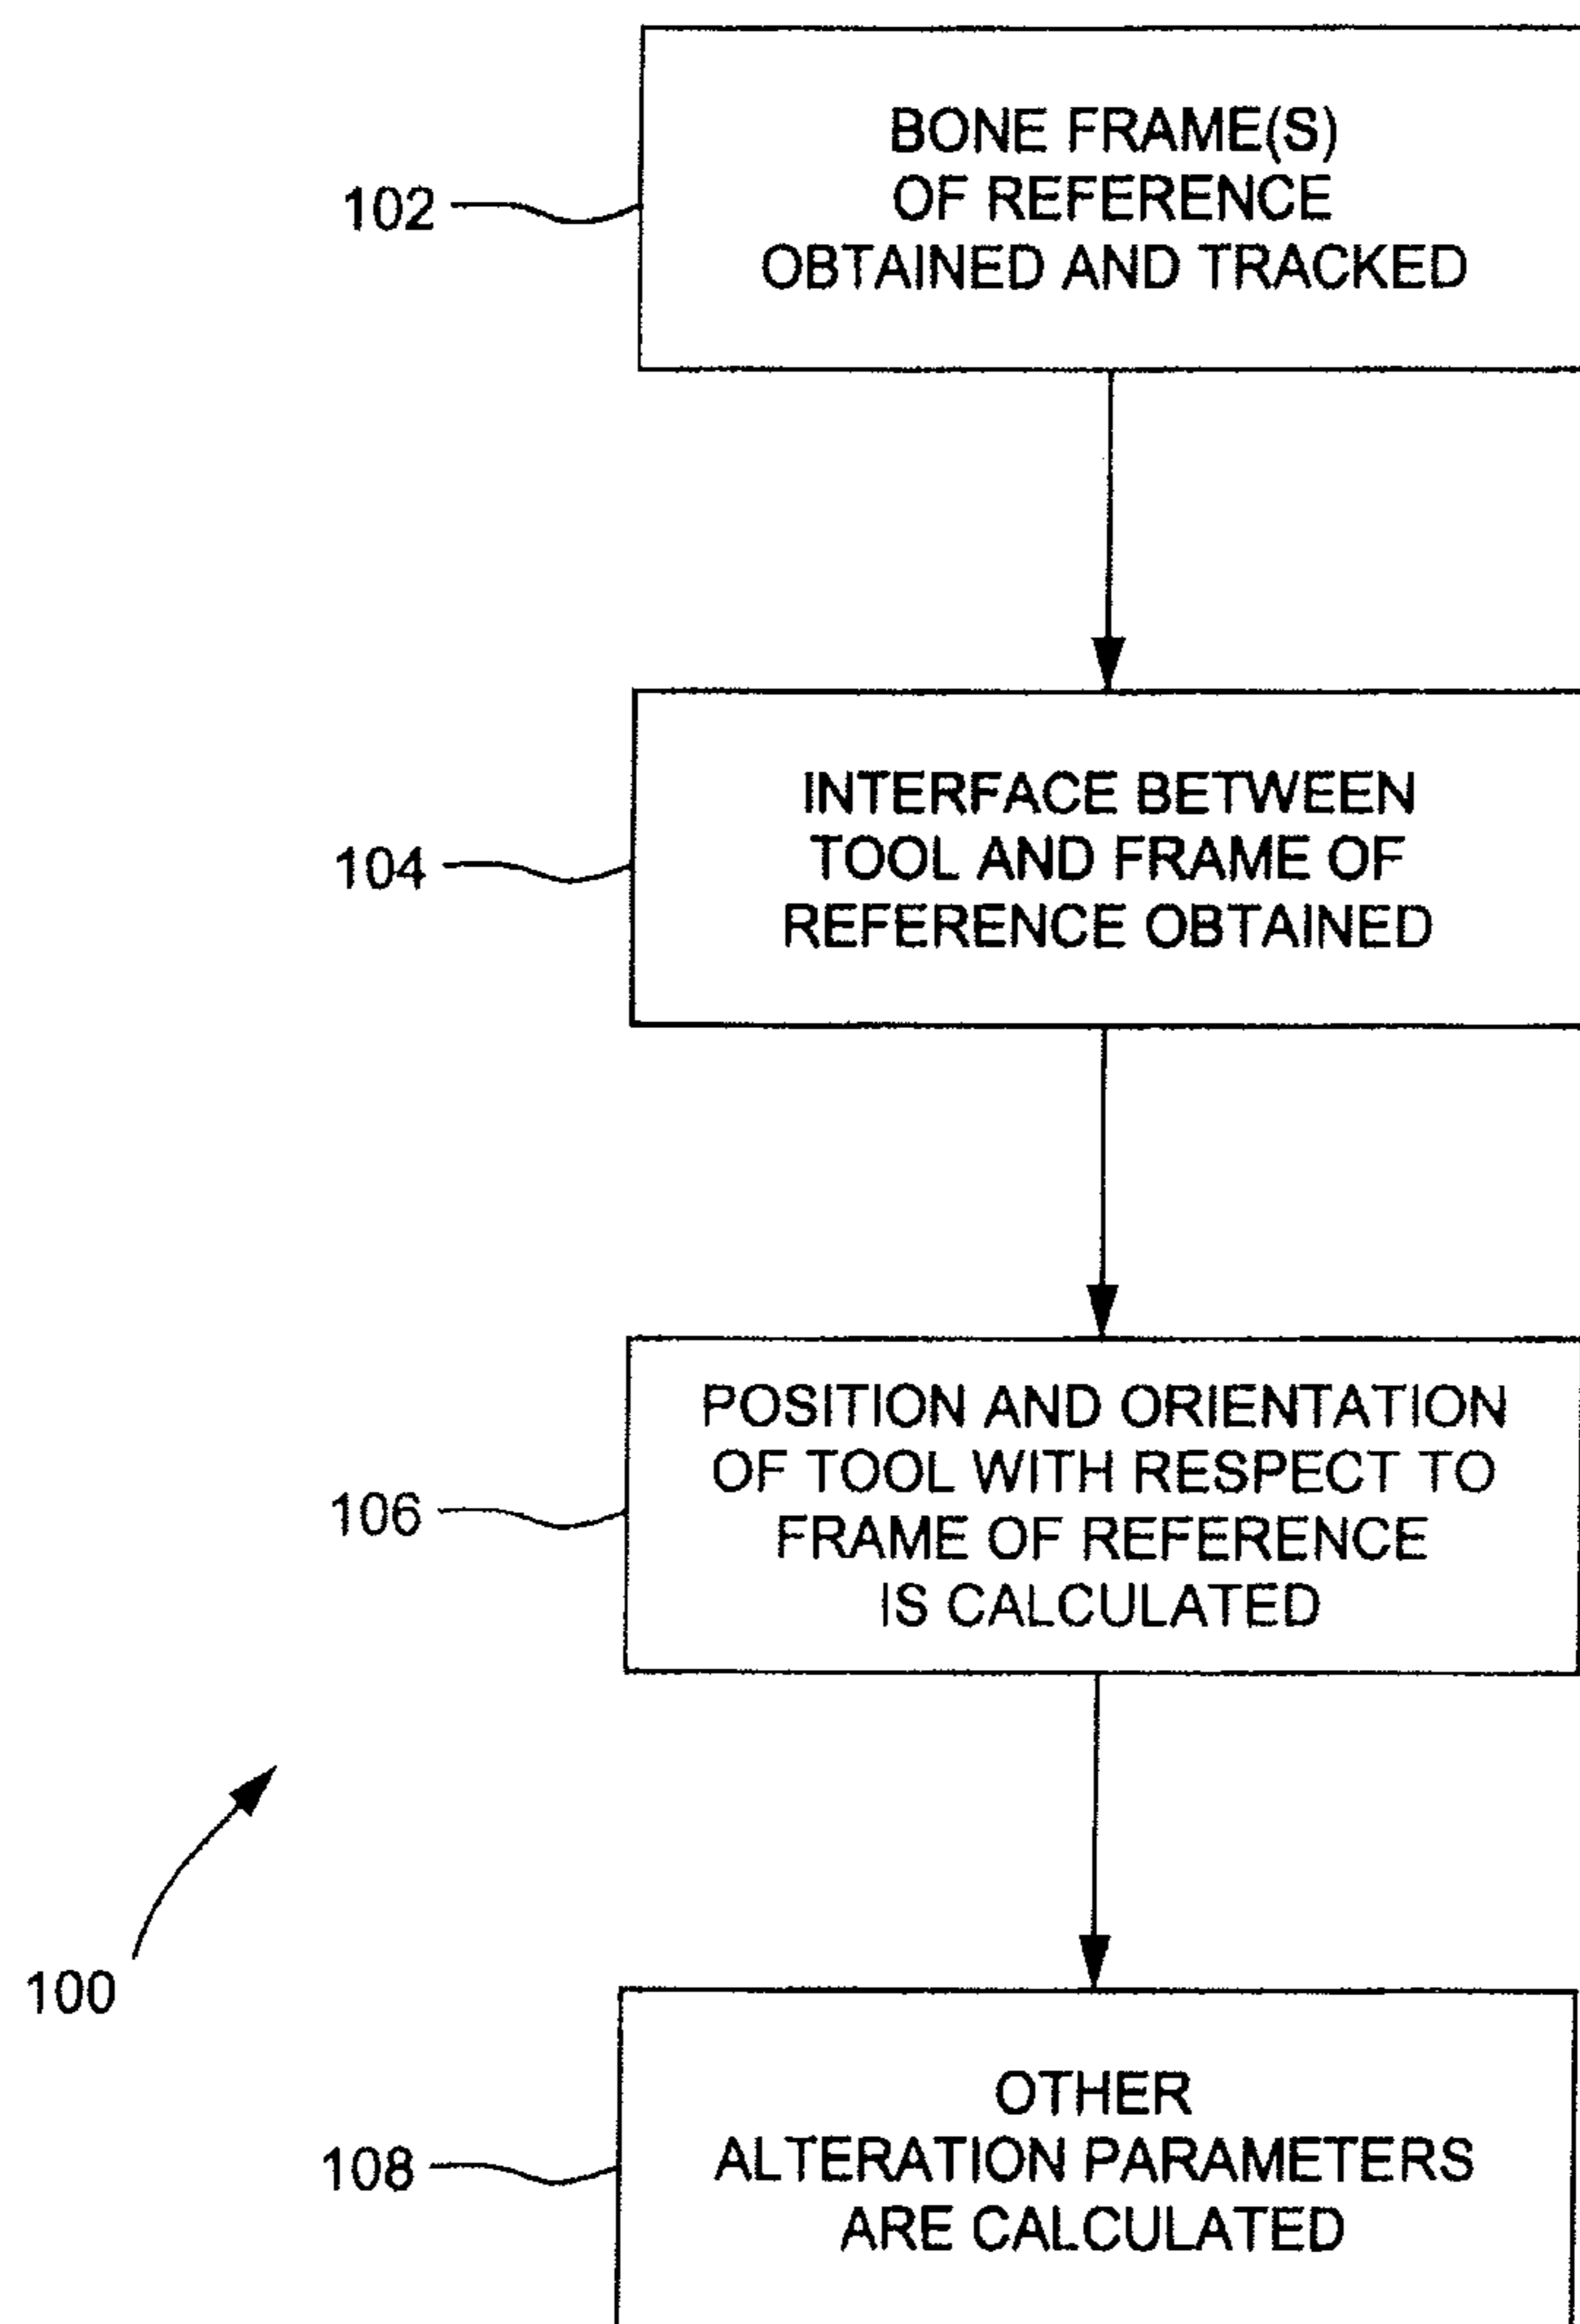 BONE FRAME(S)
OF REFERENCE
OBTAINED AND TRACKED
102
INTERFACE BETWEEN
TOOL AND FRAME OF
REFERENCE OBTAINED
104
POSITION AND ORIENTATION
OF TOOL WITH RESPECT TO
FRAME OF REFERENCE
IS CALCULATED
106
100
OTHER
ALTERATION PARAMETERS
ARE CALCULATED
108